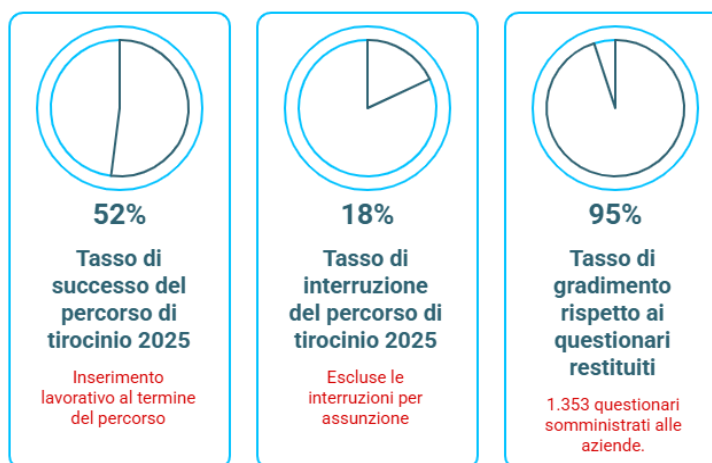 52%
Tasso di
successo del
percorso di
tirocinio 2025
Inserimento
lavorativo al termine
del percorso
18%
Tasso di
interruzione
del percorso di
tirocinio 2025
Escluse le
interruzioni per
assunzione
95%
Tasso di
gradimento
rispetto ai
questionari
restituiti
1.353 questionari
somministrati alle
aziende.